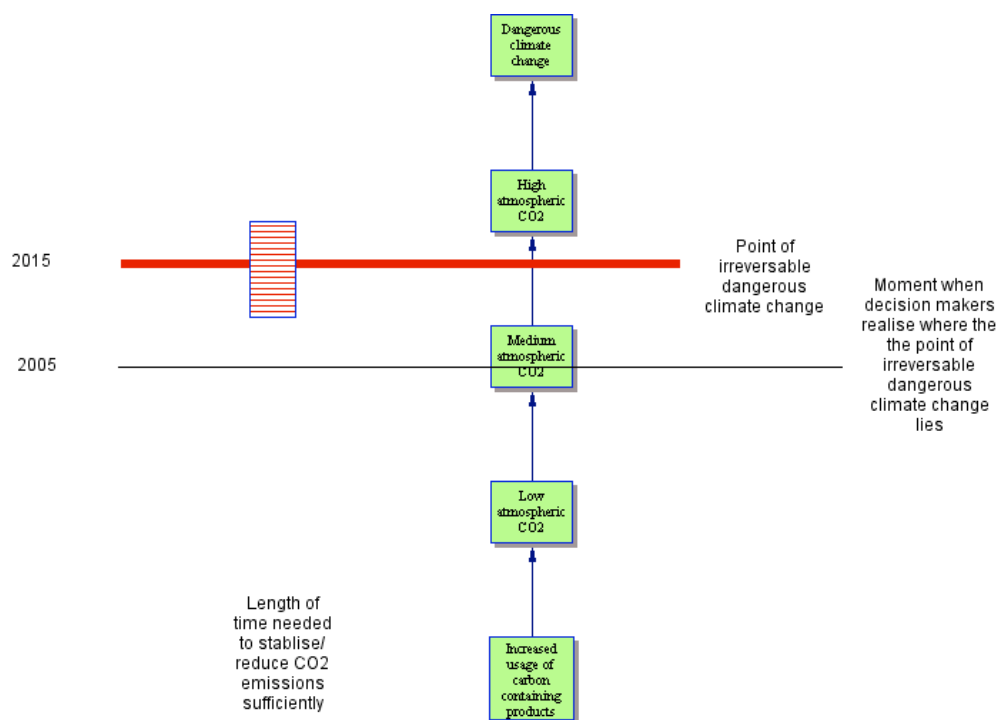 Dangerous
climate
change
High
atmospheric
CO2
2015
Point of
irreversable
dangerous
climate change
Moment when
decision makers
realise where the
the point of
irreversable
dangerous
climate change
lies
2005
Medium
atmospheric
CO2
Low
atmospheric
CO2
Length of
time needed
to stablise/
reduce CO2
emissions
sufficiently
Increased
usage of
carbon
containing
products